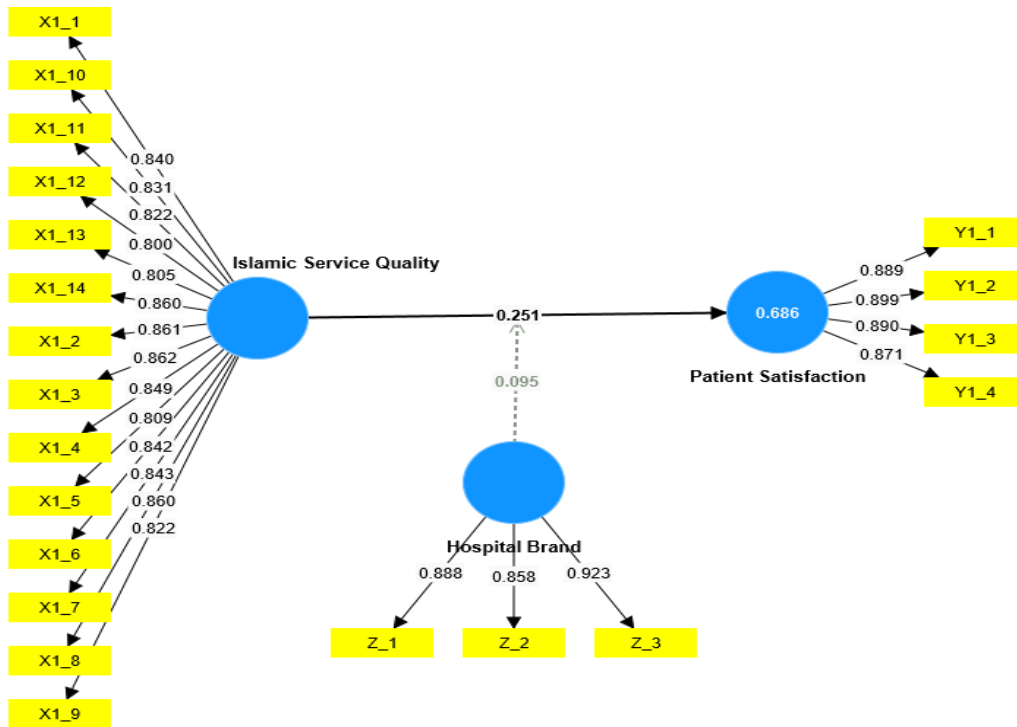 X1_1
X1_10
X1_11
X1_12
X1_13
X1_14
X1_2
X1_3
X1_4
X1_5
X1_6
X1_7
X1_8
X1_9
0.840
0.831
0.822
0.800
0.805
0.860
0.861
0.862
0.849
0.809
0.842
0.843
0.860
0.822
Islamic Service Quality
0.251
0.095
0.686
Patient Satisfaction
0.889
0.899
0.890
0.871
Y1_1
Y1_2
Y1_3
Y1_4
Hospital Brand
0.888
0.858
0.923
Z_1
Z_2
Z_3